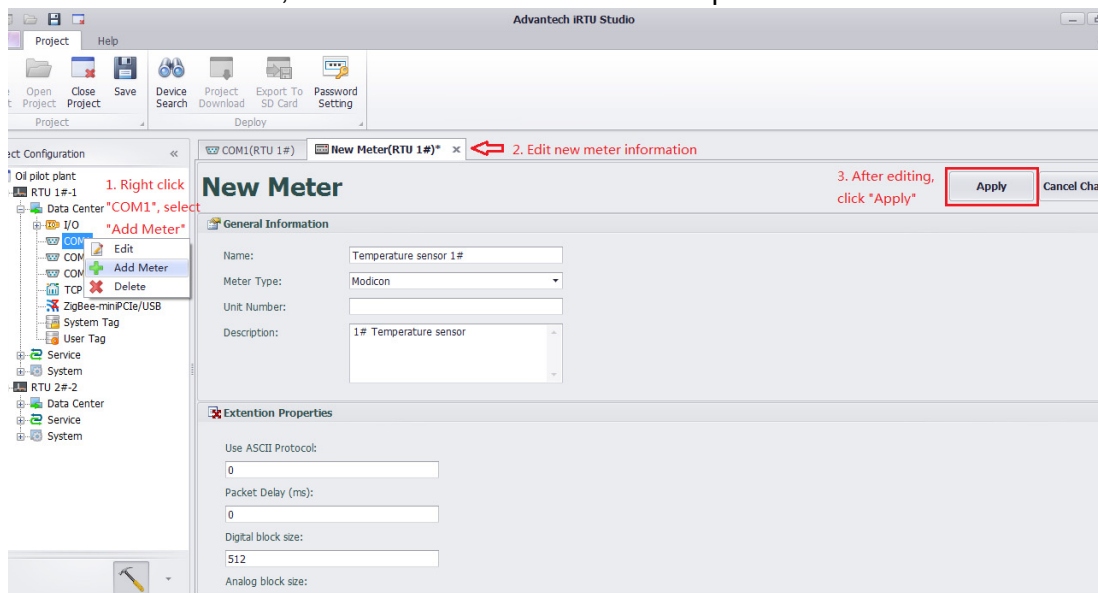 Advantech iRTU Studio
Project Help
Open Project
Close Project
Save
Device Search
Project Download
Export To SD Card
Password Setting
Project
Deploy
ect Configuration «
COM1(RTU 1#) New Meter(RTU 1#)* x
2. Edit new meter information
Oil pilot plant
RTU 1#-1
Data Center
I/O
COM
COM
COM
TCP
ZigBee-miniPCIe/USB
System Tag
User Tag
Service
System
RTU 2#-2
Data Center
Service
System
1. Right click
"COM1", select
"Add Meter"
Edit
Add Meter
Delete
New Meter
3. After editing,
click "Apply"
Apply
Cancel Cha
General Information
Name: Temperature sensor 1#
Meter Type: Modicon
Unit Number:
Description: 1# Temperature sensor
Extention Properties
Use ASCII Protocol:
0
Packet Delay (ms):
0
Digital block size:
512
Analog block size: